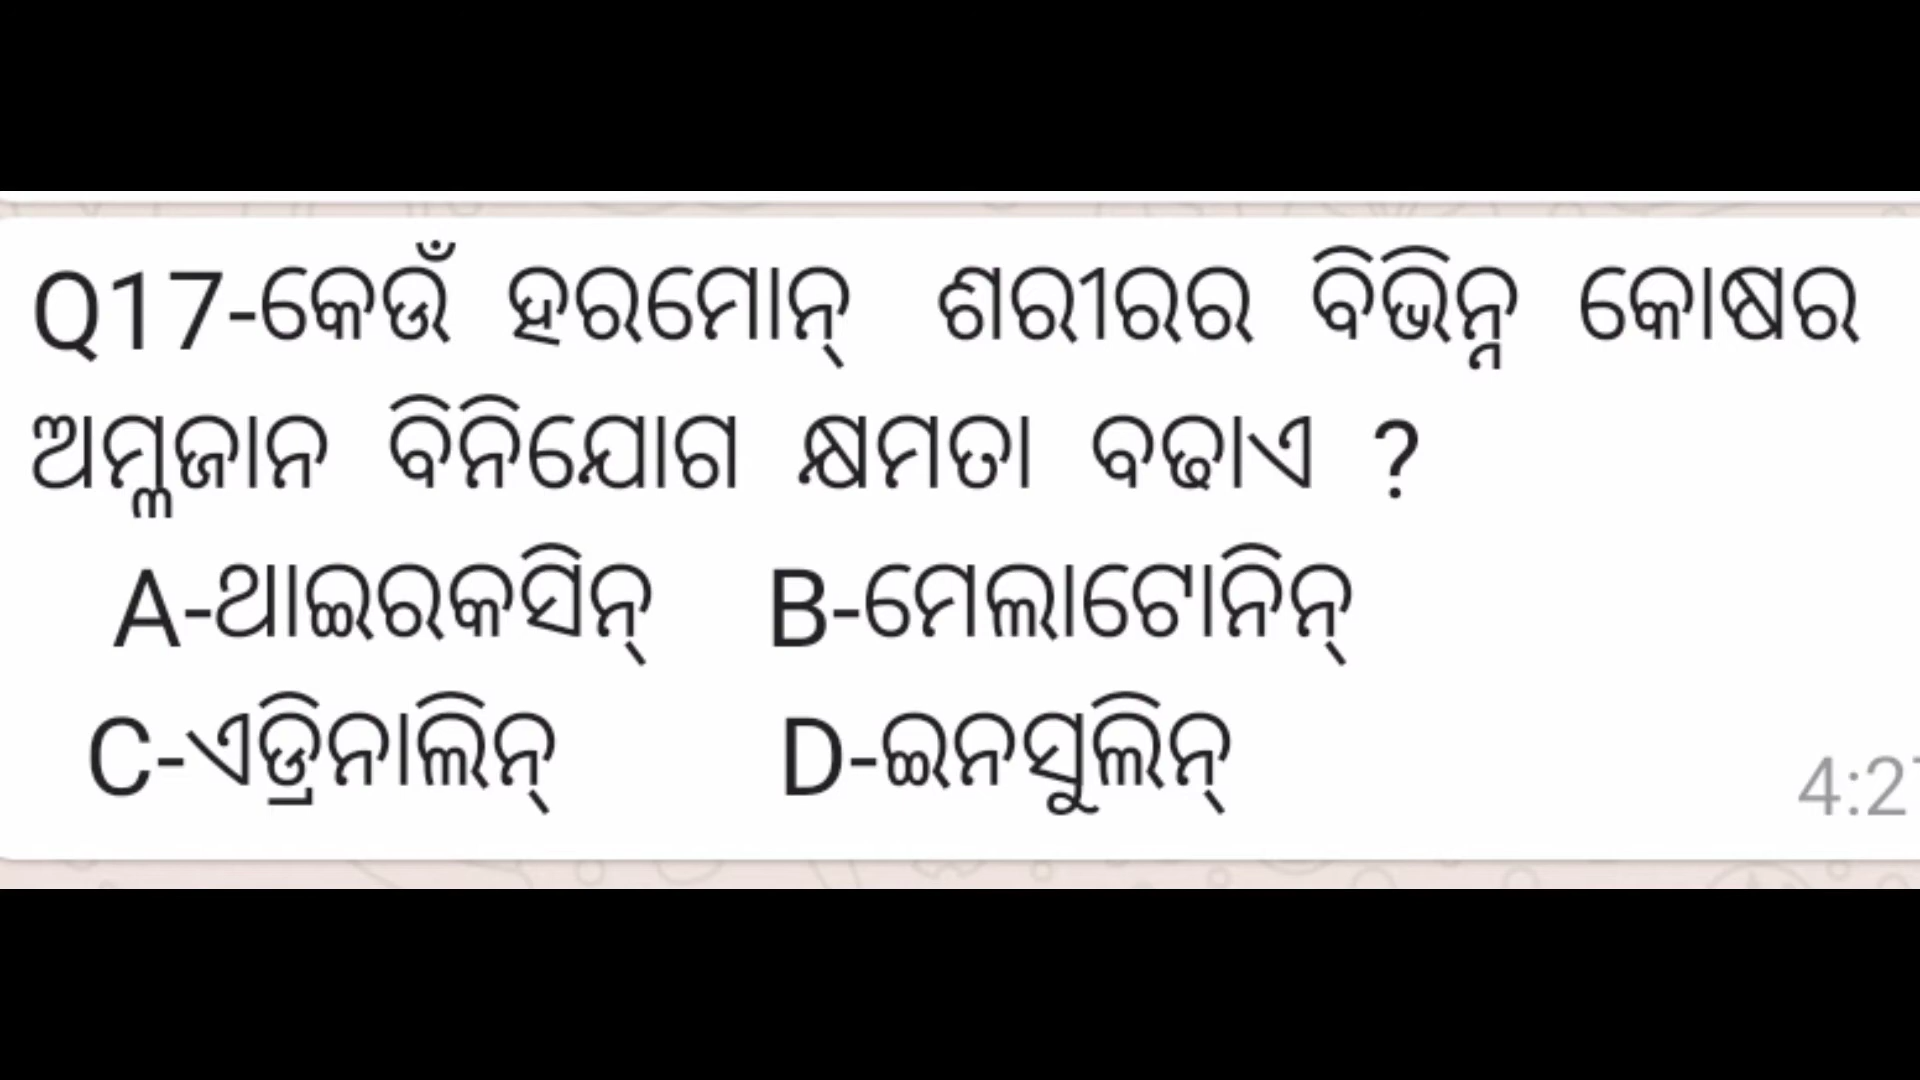 Q17-କେଉଁ ହରମୋନ୍ ଶରୀରର ବିଭିନ୍ନ କୋଷର
ଅମ୍ଳଜାନ ବିନିଯୋଗ କ୍ଷମତା ବଢାଏ ?
A-ଥାଇରକସିନ୍ B-ମେଲାଟୋନିନ୍
C-ଏଡ୍ରିନାଲିନ୍ D-ଇନସୁଲିନ୍